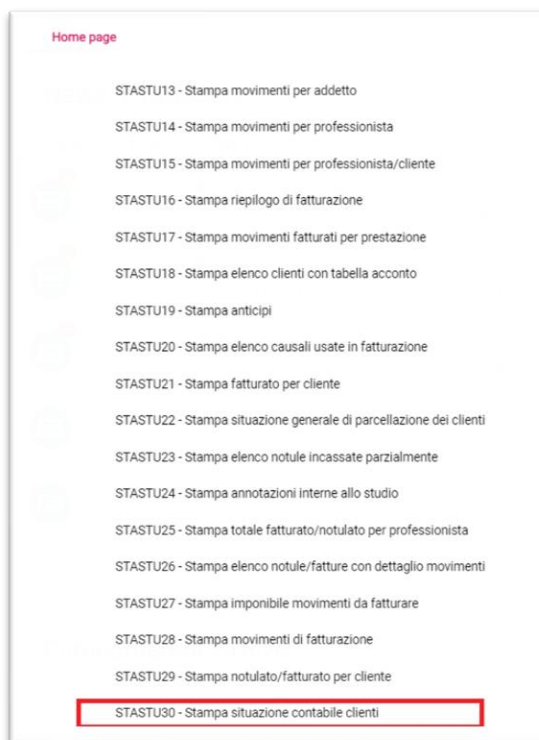 Home page
STASTU13 - Stampa movimenti per addetto
STASTU14 - Stampa movimenti per professionista
STASTU15 - Stampa movimenti per professionista/cliente
STASTU16 - Stampa riepilogo di fatturazione
STASTU17 - Stampa movimenti fatturati per prestazione
STASTU18 - Stampa elenco clienti con tabella acconto
STASTU19 - Stampa anticipi
STASTU20 - Stampa elenco causali usate in fatturazione
STASTU21 - Stampa fatturato per cliente
STASTU22 - Stampa situazione generale di parcellazione dei clienti
STASTU23 - Stampa elenco notule incassate parzialmente
STASTU24 - Stampa annotazioni interne allo studio
STASTU25 - Stampa totale fatturato/notulato per professionista
STASTU26 - Stampa elenco notule/fatture con dettaglio movimenti
STASTU27 - Stampa imponibile movimenti da fatturare
STASTU28 - Stampa movimenti di fatturazione
STASTU29 - Stampa notulato/fatturato per cliente
STASTU30 - Stampa situazione contabile clienti